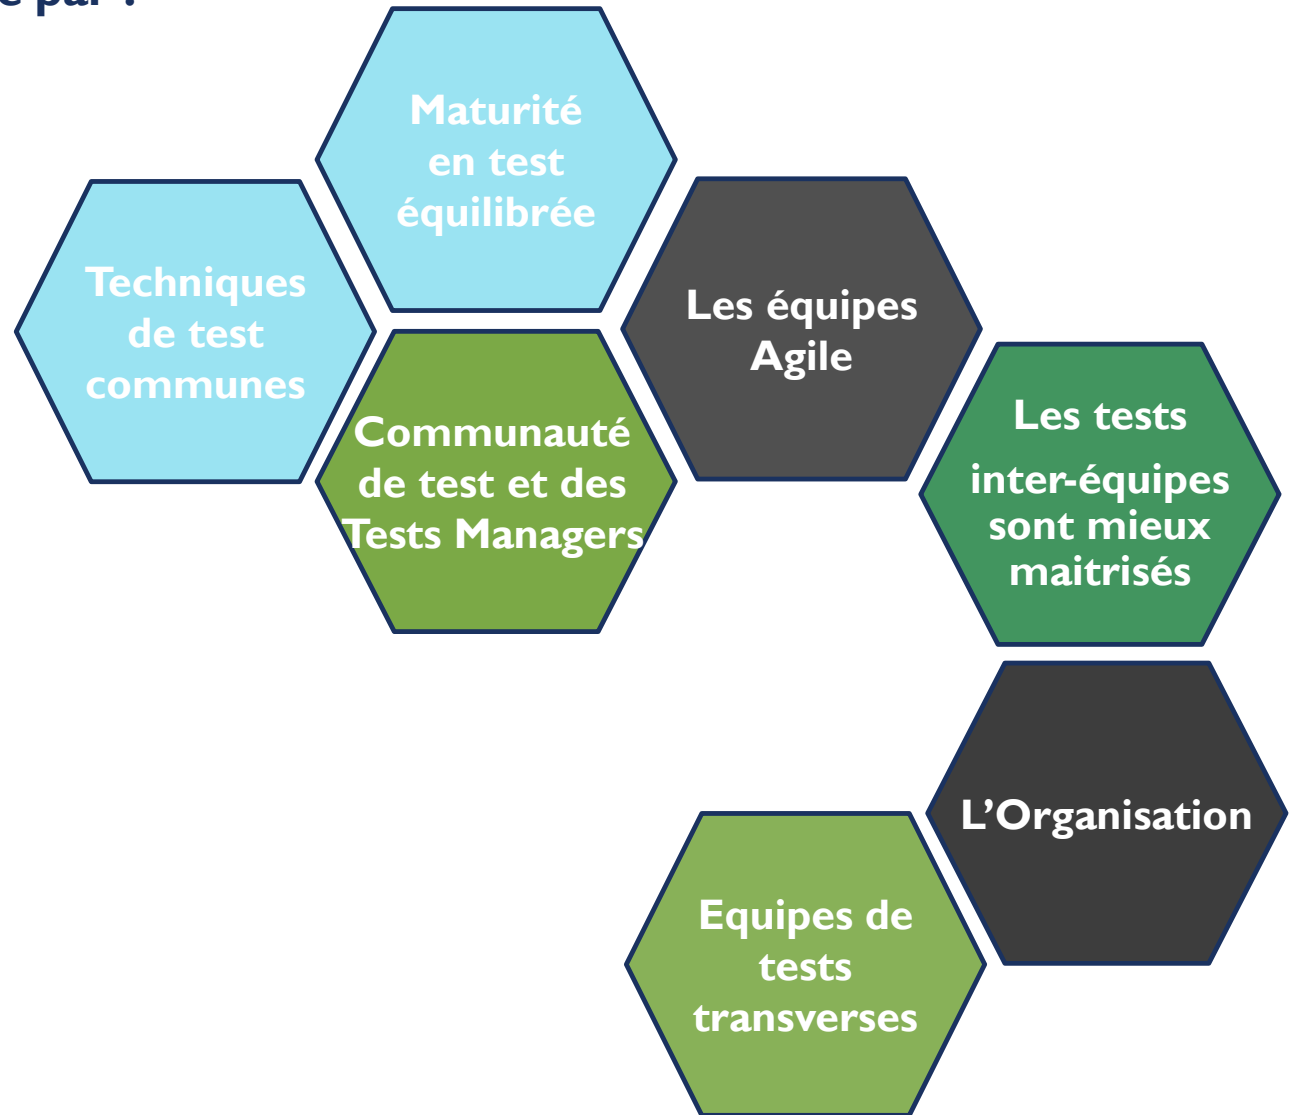 e par :
Maturité
en test
équilibrée
Techniques
de test
communes
Les équipes
Agile
Communauté
de test et des
Tests Managers
Les tests
inter-équipes
sont mieux
maitrisés
L’Organisation
Equipes de
tests
transverses